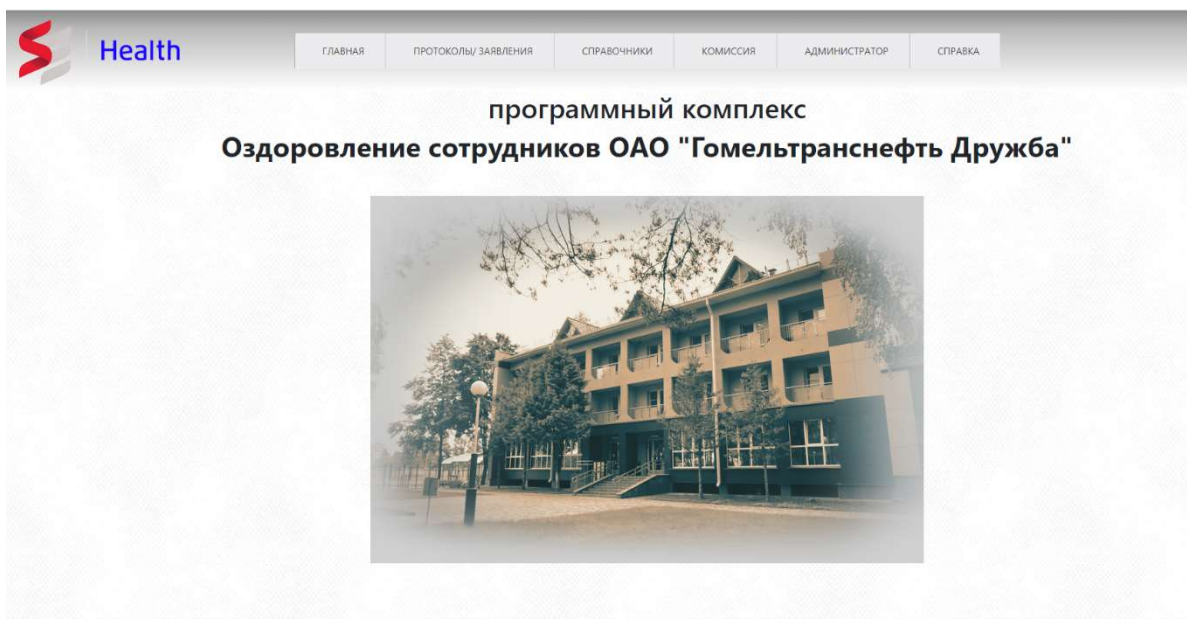 Health
ГЛАВНАЯ
ПРОТОКОЛЫ/ ЗАЯВЛЕНИЯ
СПРАВОЧНИКИ
КОМИССИЯ
АДМИНИСТРАТОР
СПРАВКА
программный комплекс
Оздоровление сотрудников ОАО "Гомельтранснефть Дружба"